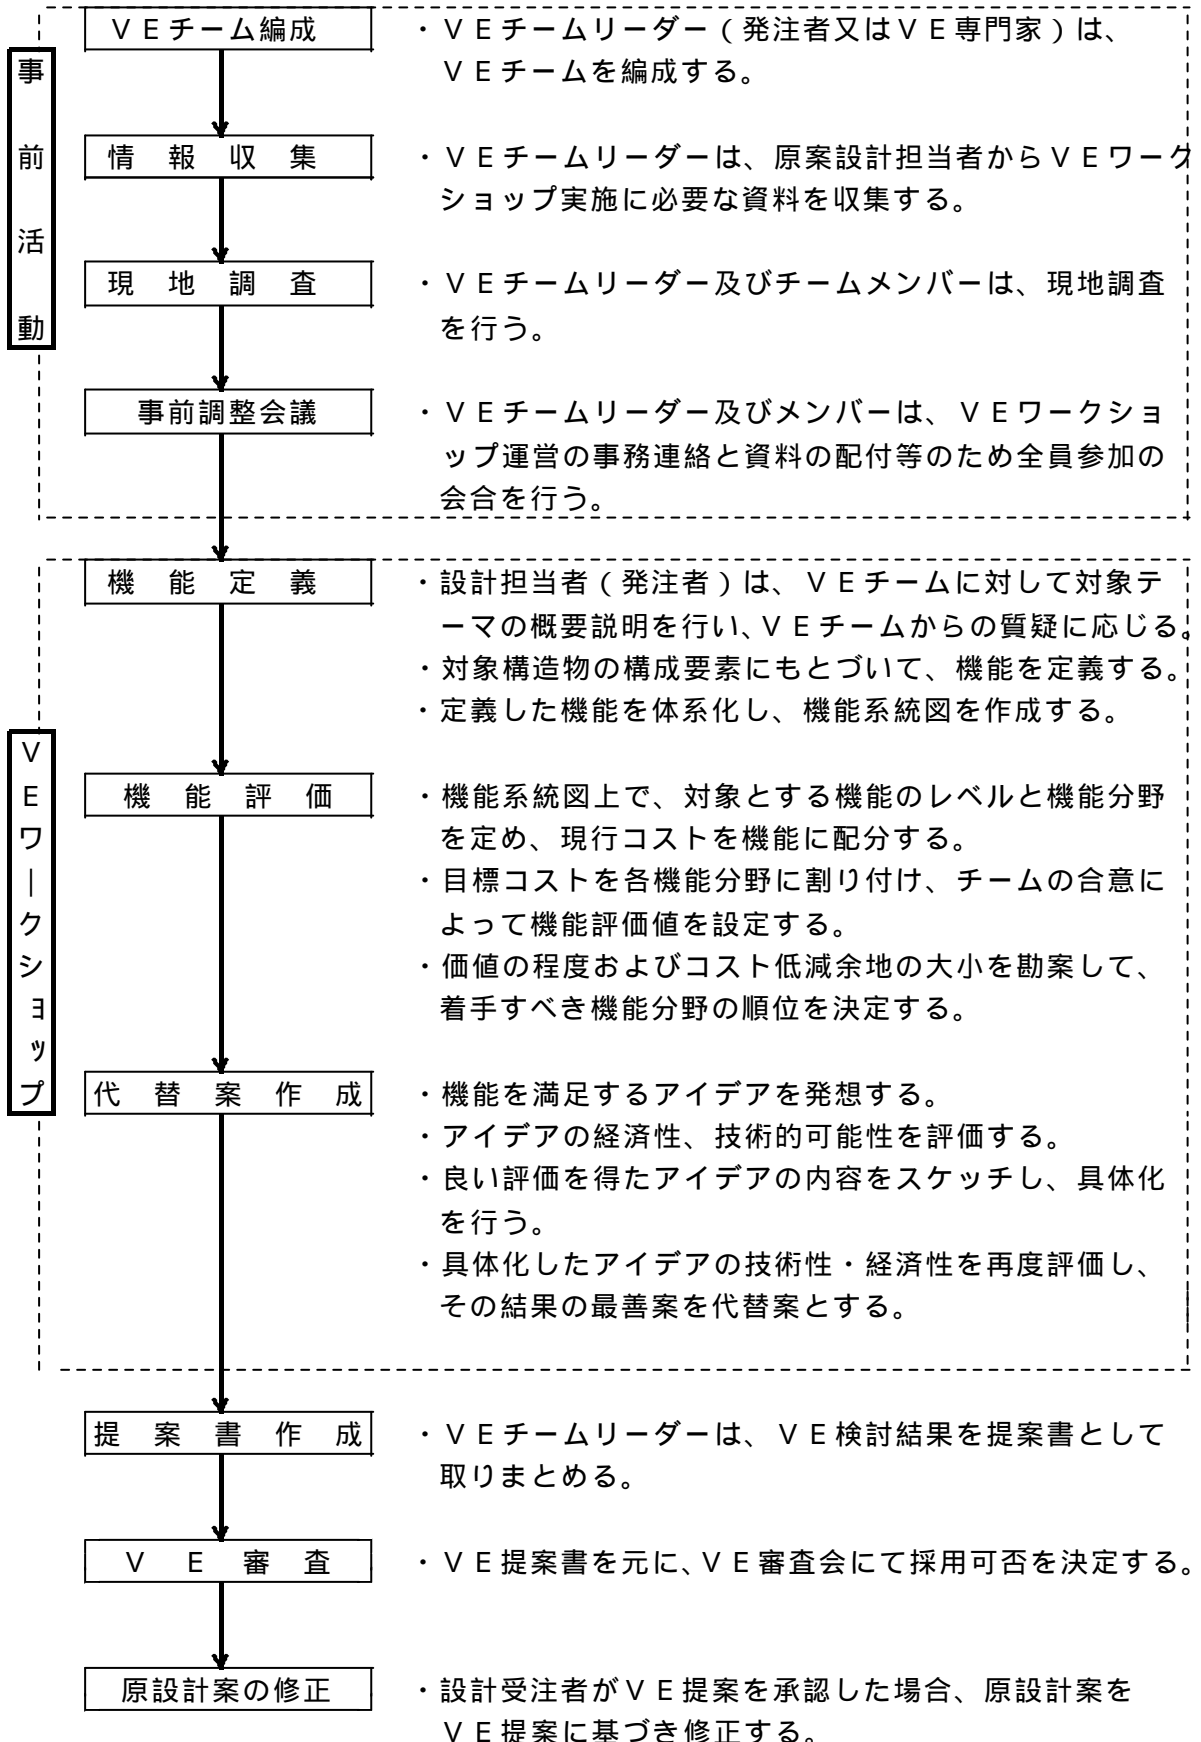 事前活動
VEチーム編成
・VEチームリーダー（発注者又はVE専門家）は、
VEチームを編成する。
情報収集
・VEチームリーダーは、原案設計担当者からVEワーク
ショップ実施に必要な資料を収集する。
現地調査
・VEチームリーダー及びチームメンバーは、現地調査
を行う。
事前調整会議
・VEチームリーダー及びメンバーは、VEワークショ
ップ運営の事務連絡と資料の配付等のため全員参加の
会合を行う。
VEワークショップ
機能定義
・設計担当者（発注者）は、VEチームに対して対象テ
ーマの概要説明を行い、VEチームからの質疑に応じる。
・対象構造物の構成要素にもとづいて、機能を定義する。
・定義した機能を体系化し、機能系統図を作成する。
機能評価
・機能系統図上で、対象とする機能のレベルと機能分野
を定め、現行コストを機能に配分する。
・目標コストを各機能分野に割り付け、チームの合意に
よって機能評価値を設定する。
・価値の程度およびコスト低減余地の大小を勘案して、
着手すべき機能分野の順位を決定する。
代替案作成
・機能を満足するアイデアを発想する。
・アイデアの経済性、技術的可能性を評価する。
・良い評価を得たアイデアの内容をスケッチし、具体化
を行う。
・具体化したアイデアの技術性・経済性を再度評価し、
その結果の最善案を代替案とする。
提案書作成
・VEチームリーダーは、VE検討結果を提案書として
取りまとめる。
VE審査
・VE提案書を元に、VE審査会にて採用可否を決定する。
原設計案の修正
・設計受注者がVE提案を承認した場合、原設計案を
VE提案に基づき修正する。